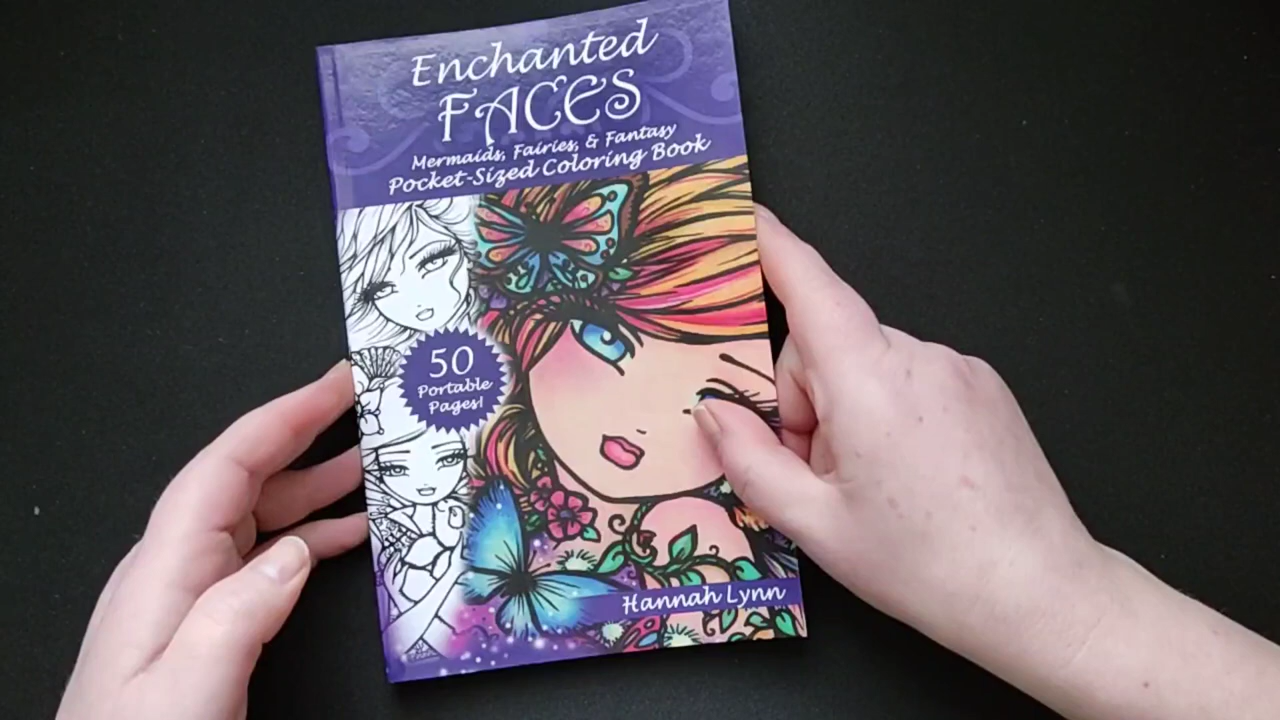 Enchanted
FACES
Mermaids, Fairies, & Fantasy
Pocket-Sized Coloring Book
50
Portable
Pages!
Hannah Lynn